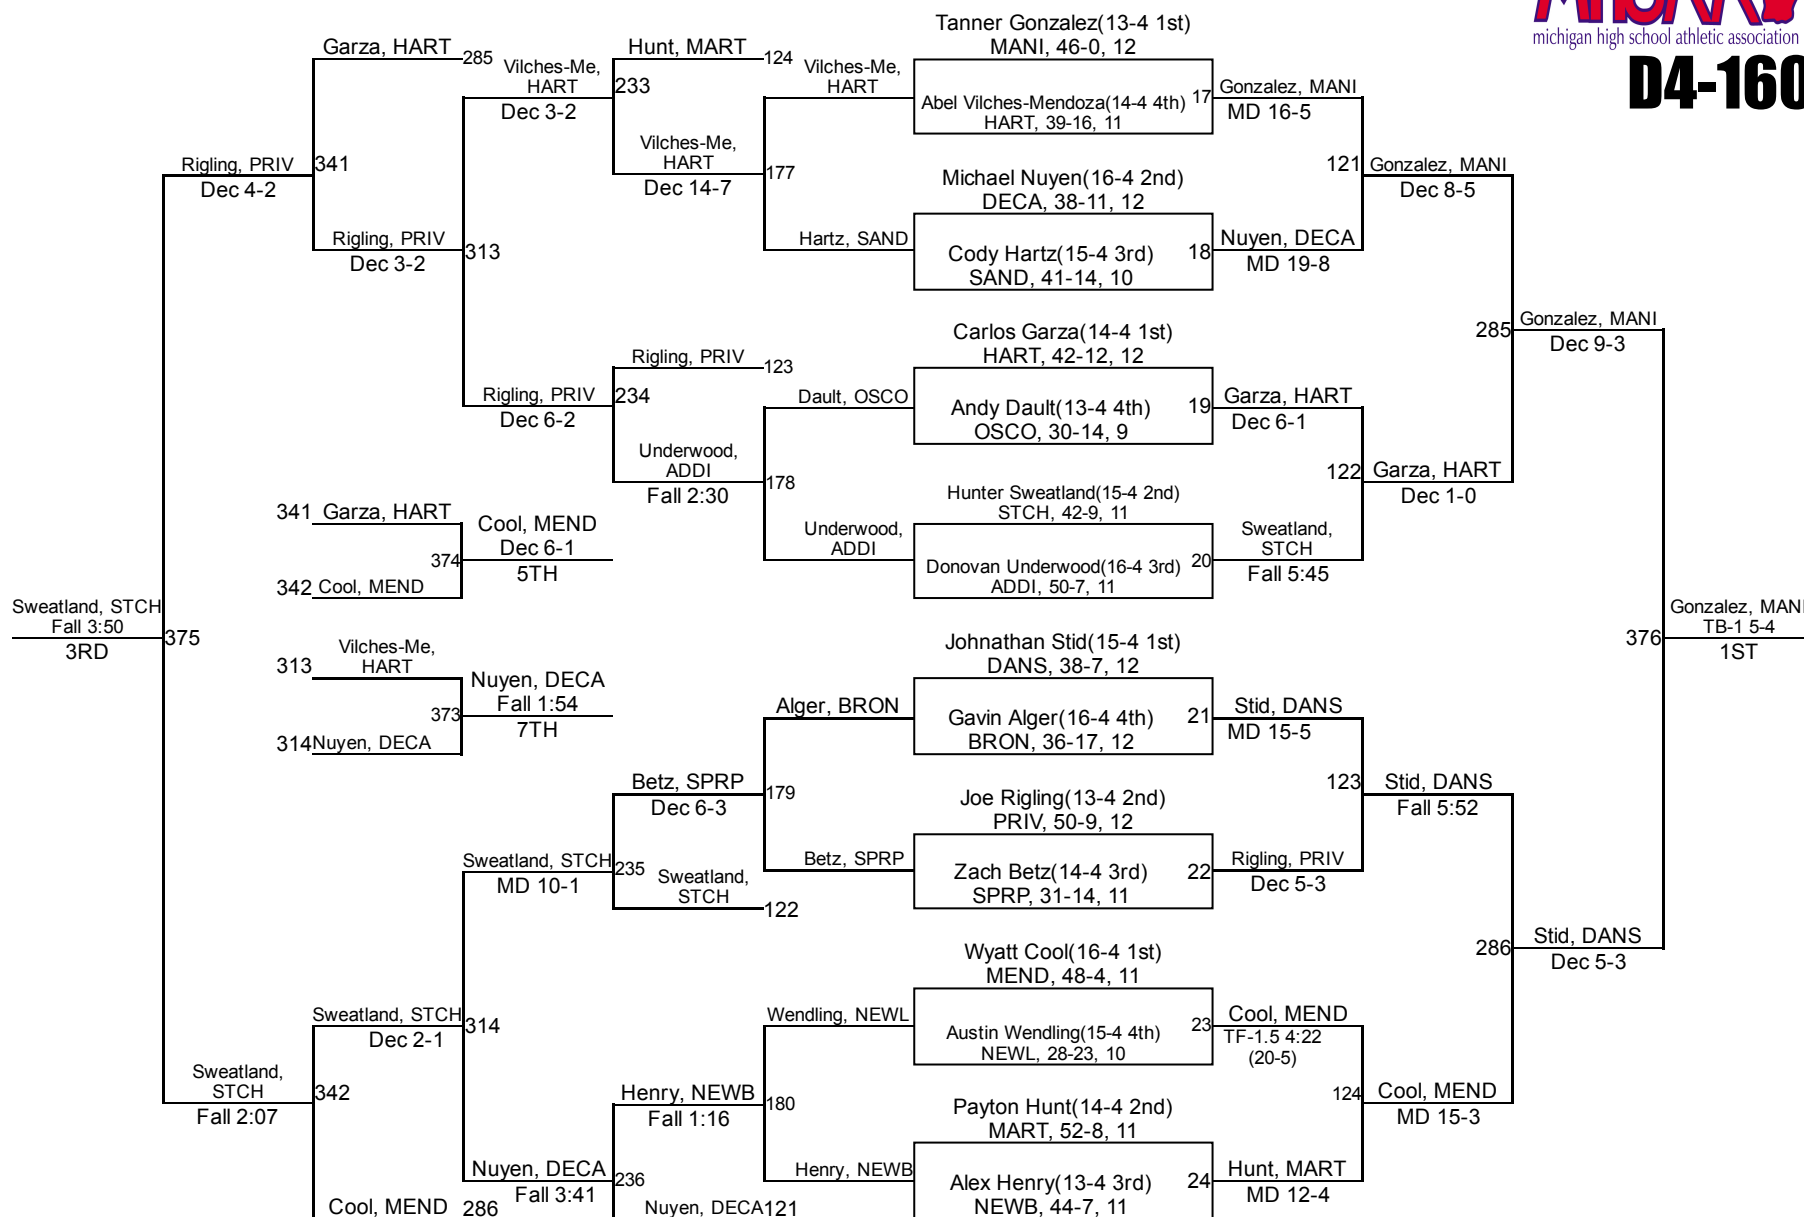 MHSAA
michigan high school athletic association
D4-160
Garza, HART
285
Vilches-Me,
HART
233
Dec 3-2
Hunt, MART
124
Vilches-Me,
HART
177
Dec 14-7
Rigling, PRIV
341
Dec 4-2
Rigling, PRIV
313
Dec 3-2
Vilches-Me,
HART
Hartz, SAND
Tanner Gonzalez(13-4 1st)
MANI, 46-0, 12
Abel Vilches-Mendoza(14-4 4th)
HART, 39-16, 11
17
Gonzalez, MANI
MD 16-5
Michael Nuyen(16-4 2nd)
DECA, 38-11, 12
Cody Hartz(15-4 3rd)
SAND, 41-14, 10
18
Nuyen, DECA
MD 19-8
121
Gonzalez, MANI
Dec 8-5
Rigling, PRIV
123
Rigling, PRIV
234
Dec 6-2
Underwood,
ADDI
178
Fall 2:30
Dault, OSCO
Underwood,
ADDI
Carlos Garza(14-4 1st)
HART, 42-12, 12
Andy Dault(13-4 4th)
OSCO, 30-14, 9
19
Garza, HART
Dec 6-1
Hunter Sweatland(15-4 2nd)
STCH, 42-9, 11
Donovan Underwood(16-4 3rd)
ADDI, 50-7, 11
20
Sweatland,
STCH
Fall 5:45
122
Garza, HART
Dec 1-0
285
Gonzalez, MANI
Dec 9-3
341 Garza, HART
342 Cool, MEND
374
Cool, MEND
Dec 6-1
5TH
Sweatland, STCH
Fall 3:50
3RD
375
313
Vilches-Me,
HART
314 Nuyen, DECA
373
Nuyen, DECA
Fall 1:54
7TH
376
Gonzalez, MANI
TB-1 5-4
1ST
Alger, BRON
Betz, SPRP
Johnathan Stid(15-4 1st)
DANS, 38-7, 12
Gavin Alger(16-4 4th)
BRON, 36-17, 12
21
Stid, DANS
MD 15-5
Joe Rigling(13-4 2nd)
PRIV, 50-9, 12
Zach Betz(14-4 3rd)
SPRP, 31-14, 11
22
Rigling, PRIV
Dec 5-3
123
Stid, DANS
Fall 5:52
Betz, SPRP
179
Dec 6-3
Sweatland, STCH
235
MD 10-1
Sweatland,
STCH
122
286
Stid, DANS
Dec 5-3
Sweatland, STCH
314
Dec 2-1
Sweatland,
STCH
342
Fall 2:07
Wendling, NEWL
Henry, NEWB
180
Fall 1:16
Henry, NEWB
Wyatt Cool(16-4 1st)
MEND, 48-4, 11
Austin Wendling(15-4 4th)
NEWL, 28-23, 10
23
Cool, MEND
TF-1.5 4:22
(20-5)
Payton Hunt(14-4 2nd)
MART, 52-8, 11
Alex Henry(13-4 3rd)
NEWB, 44-7, 11
24
Hunt, MART
MD 12-4
124
Cool, MEND
MD 15-3
Nuyen, DECA
236
Fall 3:41
Cool, MEND 286
Nuyen, DECA 121